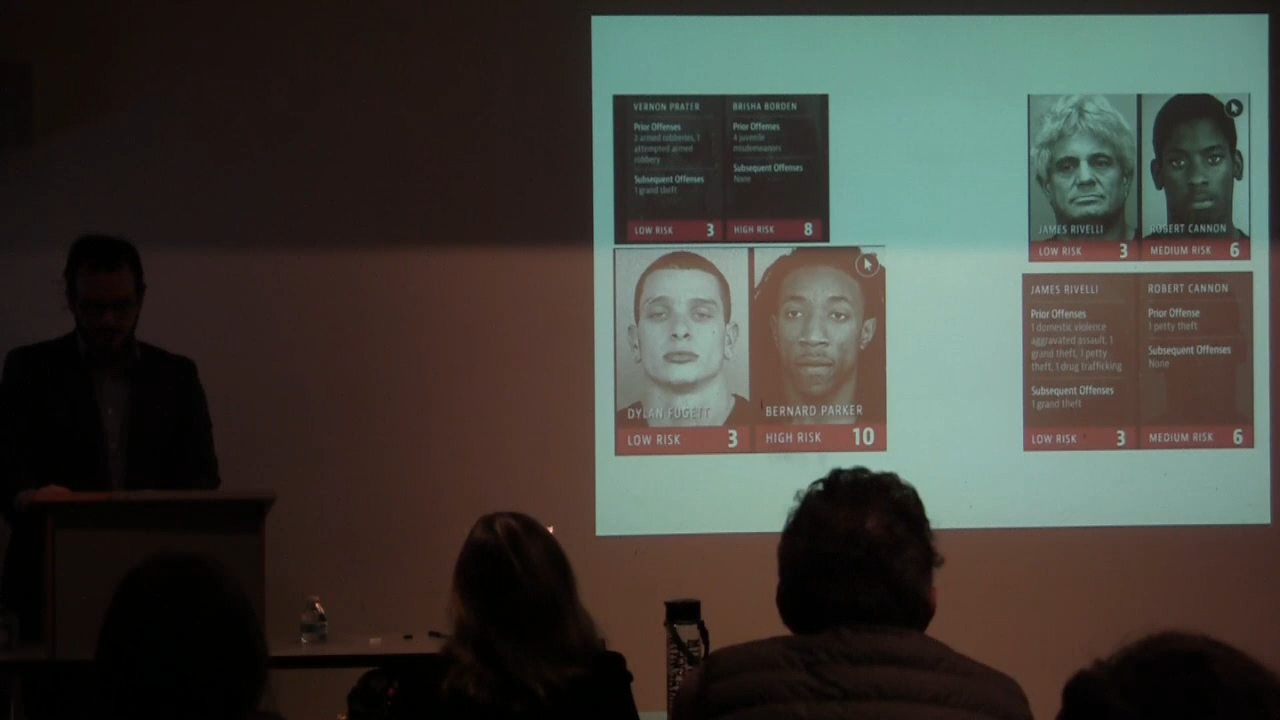 VERNON PRATER
Prior Offenses
2 armed robberies, 1
attempted armed
robbery
Subsequent Offenses
1 grand theft
LOW RISK 3
BRISHA BORDEN
Prior Offenses
4 juvenile
misdemeanors
Subsequent Offenses
None
HIGH RISK 8
DYLAN FUGETT
LOW RISK 3
BERNARD PARKER
HIGH RISK 10
JAMES RIVELLI
LOW RISK 3
ROBERT CANNON
MEDIUM RISK 6
JAMES RIVELLI
Prior Offenses
1 domestic violence
aggravated assault, 1
grand theft, 1 petty
theft, 1 drug trafficking
Subsequent Offenses
1 grand theft
LOW RISK 3
ROBERT CANNON
Prior Offense
1 petty theft
Subsequent Offenses
None
MEDIUM RISK 6